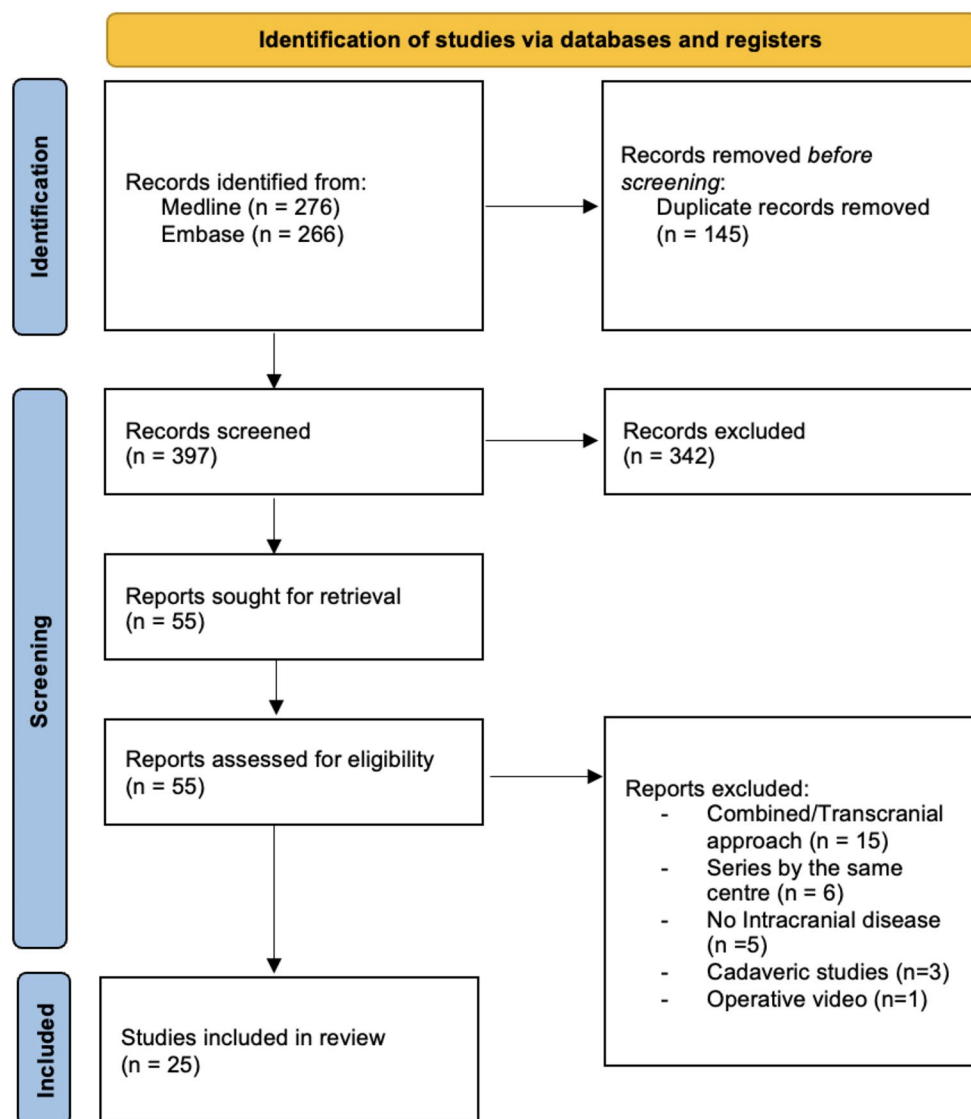 Identification of studies via databases and registers
Identification
Records identified from:
Medline (n = 276)
Embase (n = 266)
Records removed before
screening:
Duplicate records removed
(n = 145)
Screening
Records screened
(n = 397)
Records excluded
(n = 342)
Reports sought for retrieval
(n = 55)
Reports assessed for eligibility
(n = 55)
Reports excluded:
- Combined/Transcranial
approach (n = 15)
- Series by the same
centre (n = 6)
- No Intracranial disease
(n =5)
- Cadaveric studies (n=3)
- Operative video (n=1)
Included
Studies included in review
(n = 25)